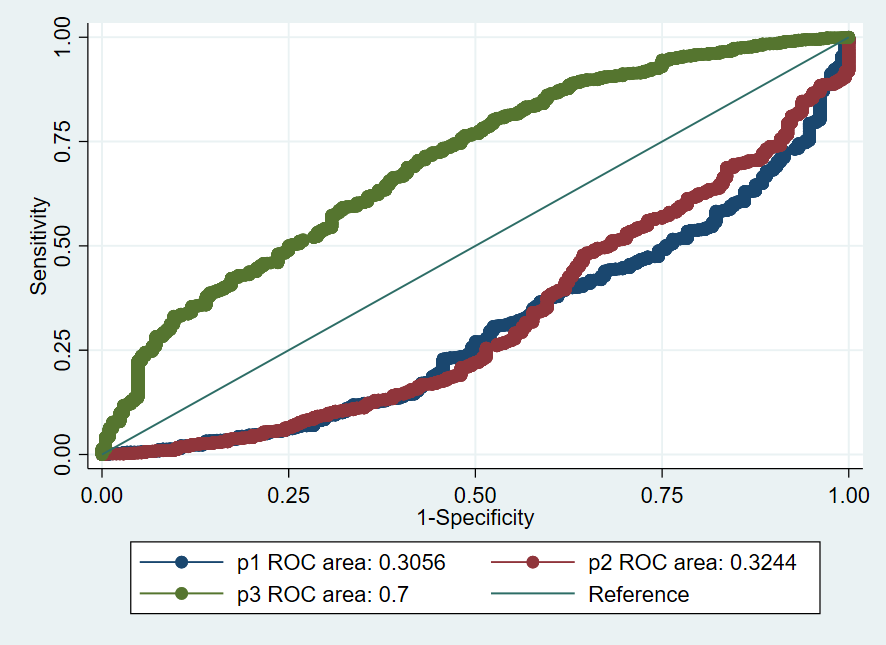 1.00
0.75
0.50
0.25
0.00
Sensitivity
0.00 0.25 0.50 0.75 1.00
1-Specificity
p1 ROC area: 0.3056 p2 ROC area: 0.3244
p3 ROC area: 0.7 Reference